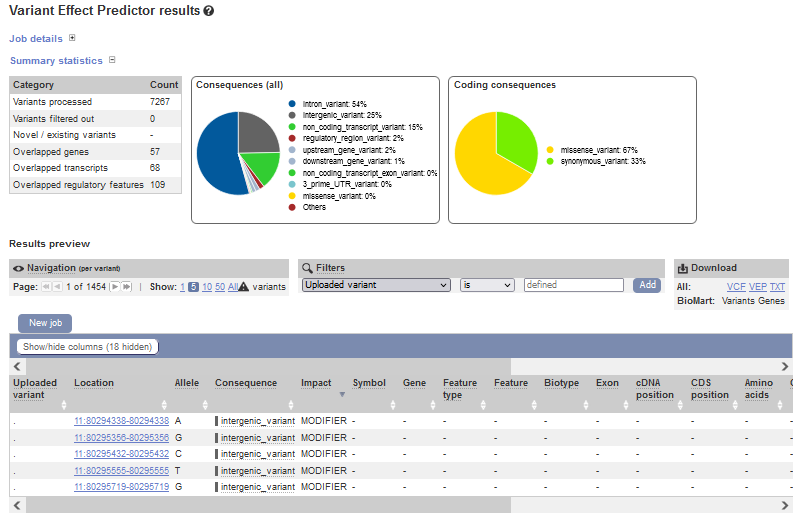 Variant Effect Predictor results ?
Job details
Summary statistics
Category Count
Variants processed 7267
Variants filtered out 0
Novel / existing variants -
Overlapped genes 57
Overlapped transcripts 68
Overlapped regulatory features 109
Consequences (all)
intron_variant: 54%
intergenic_variant: 25%
non_coding_transcript_variant: 15%
regulatory_region_variant: 2%
upstream_gene_variant: 2%
downstream_gene_variant: 1%
non_coding_transcript_exon_variant: 0%
3_prime_UTR_variant: 0%
missense_variant: 0%
Others
Coding consequences
missense_variant: 67%
synonymous_variant: 33%
Results preview
Navigation (per variant)
Page: 1 of 1454 | Show: 1 5 10 50 All variants
Filters
Uploaded variant is defined Add
Download
All: VCF VEP TXT
BioMart: Variants Genes
New job
Show/hide columns (18 hidden)
Uploaded variant Location Allele Consequence Impact Symbol Gene Feature type Feature Biotype Exon cDNA position CDS position Amino acids
. 11:80294338-80294338 A intergenic_variant MODIFIER - - - - - - - - -
. 11:80295356-80295356 G intergenic_variant MODIFIER - - - - - - - - -
. 11:80295432-80295432 C intergenic_variant MODIFIER - - - - - - - - -
. 11:80295555-80295555 T intergenic_variant MODIFIER - - - - - - - - -
. 11:80295719-80295719 G intergenic_variant MODIFIER - - - - - - - - -